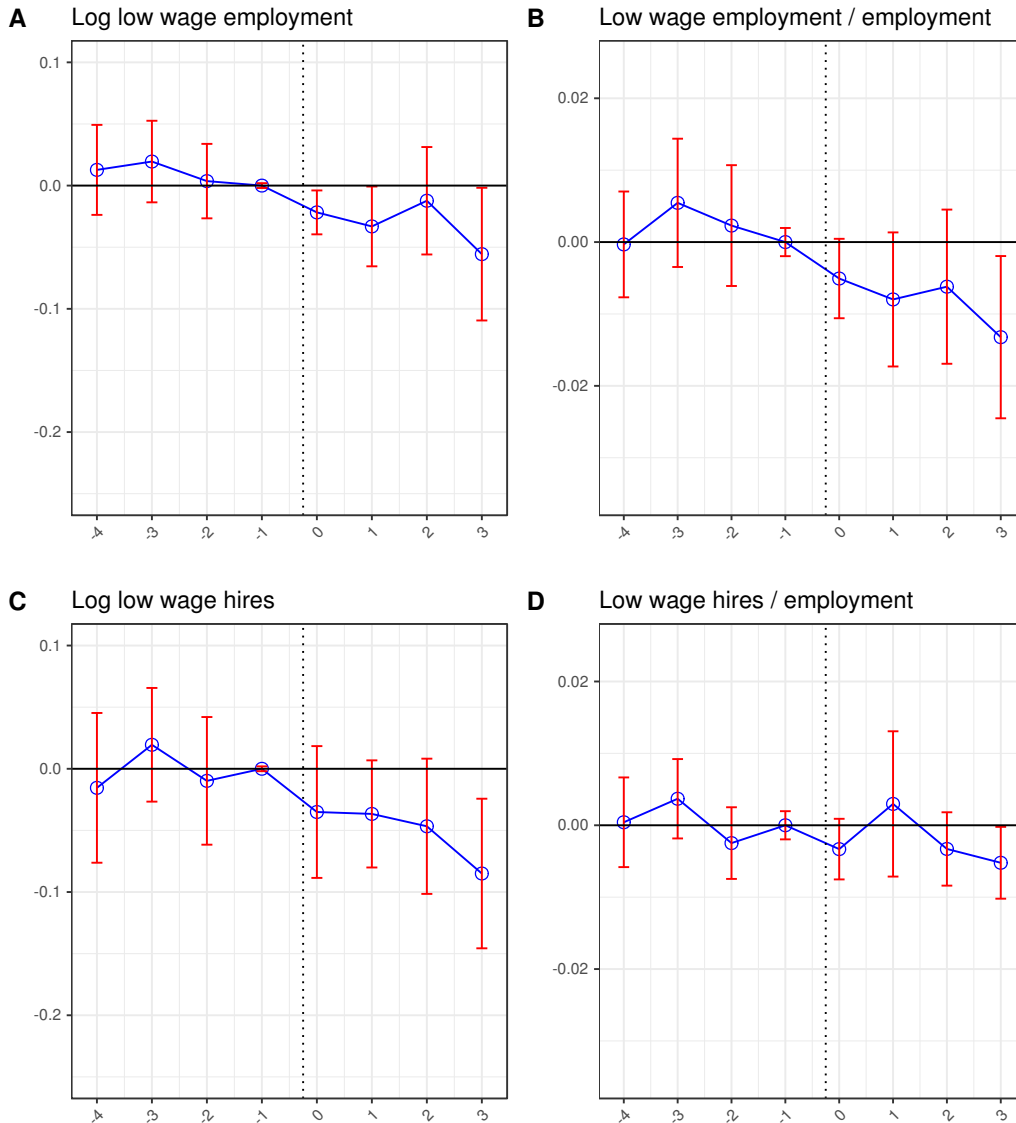 A Log low wage employment
0.1
0.0
-0.1
-0.2
-4 -3 -2 -1 0 1 2 3
B Low wage employment / employment
0.02
0.00
-0.02
-4 -3 -2 -1 0 1 2 3
C Log low wage hires
0.1
0.0
-0.1
-0.2
-4 -3 -2 -1 0 1 2 3
D Low wage hires / employment
0.02
0.00
-0.02
-4 -3 -2 -1 0 1 2 3